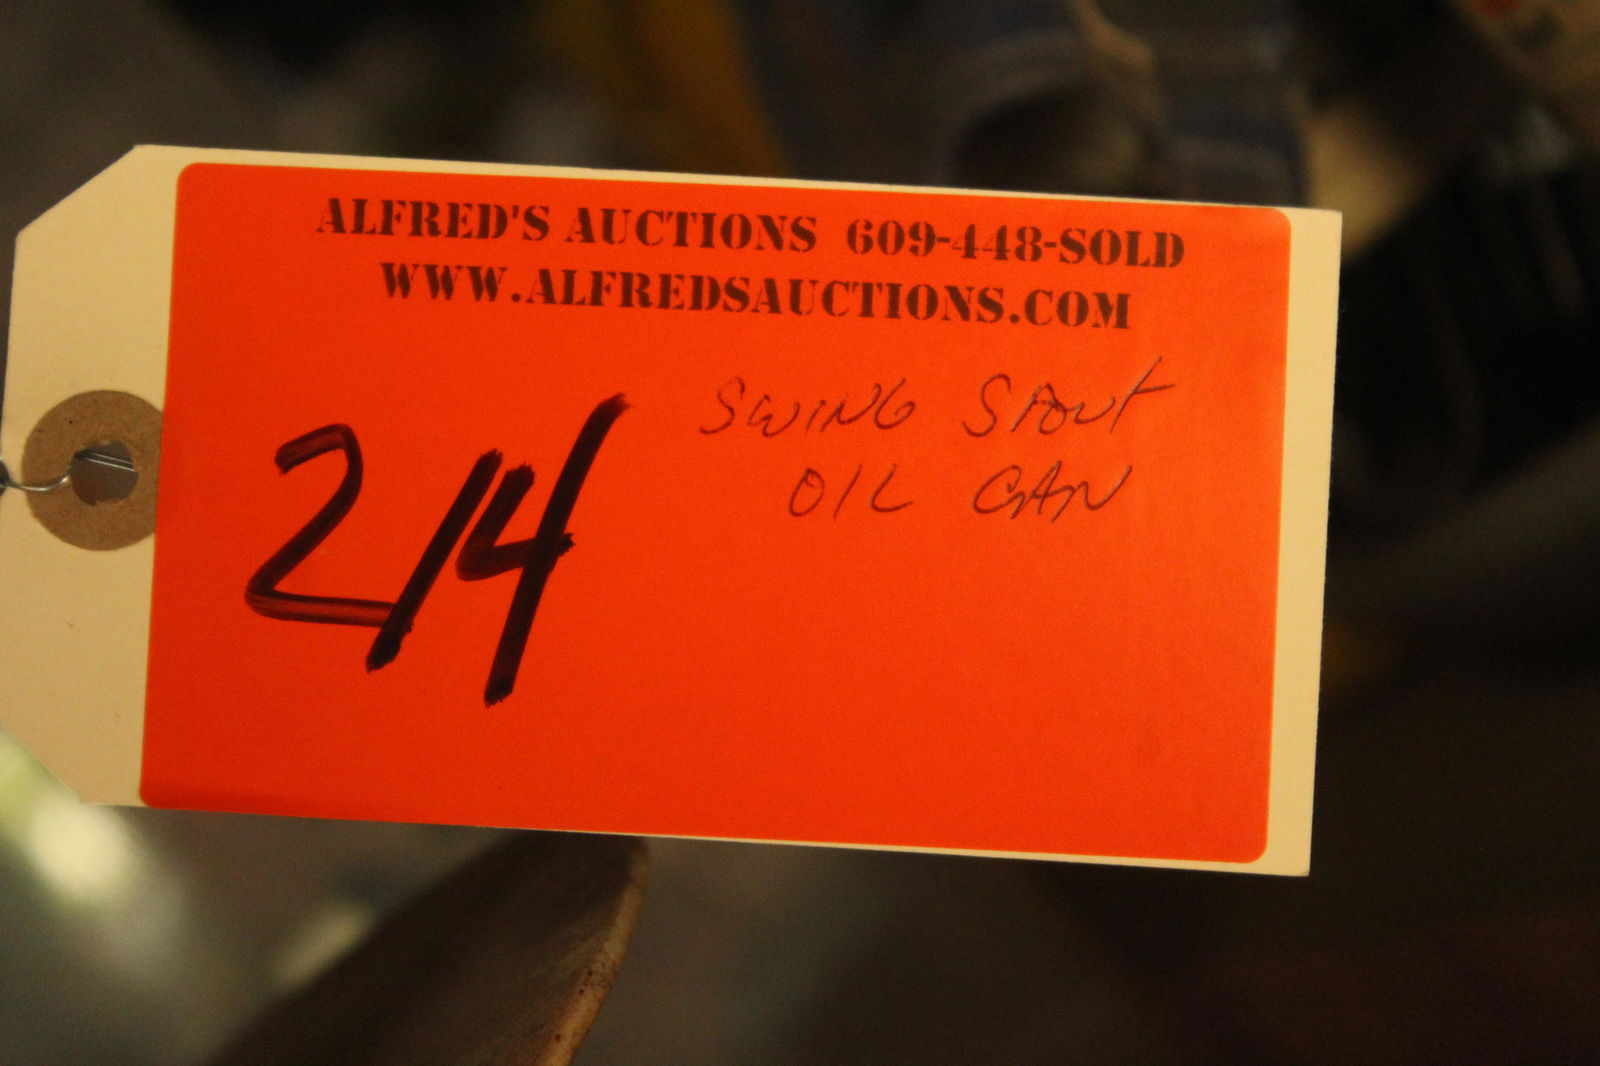 ALFRED'S AUCTIONS 609-448-SOLD
WWW.ALFREDSAUCTIONS.COM
SWING SPOUT
OIL CAN
214